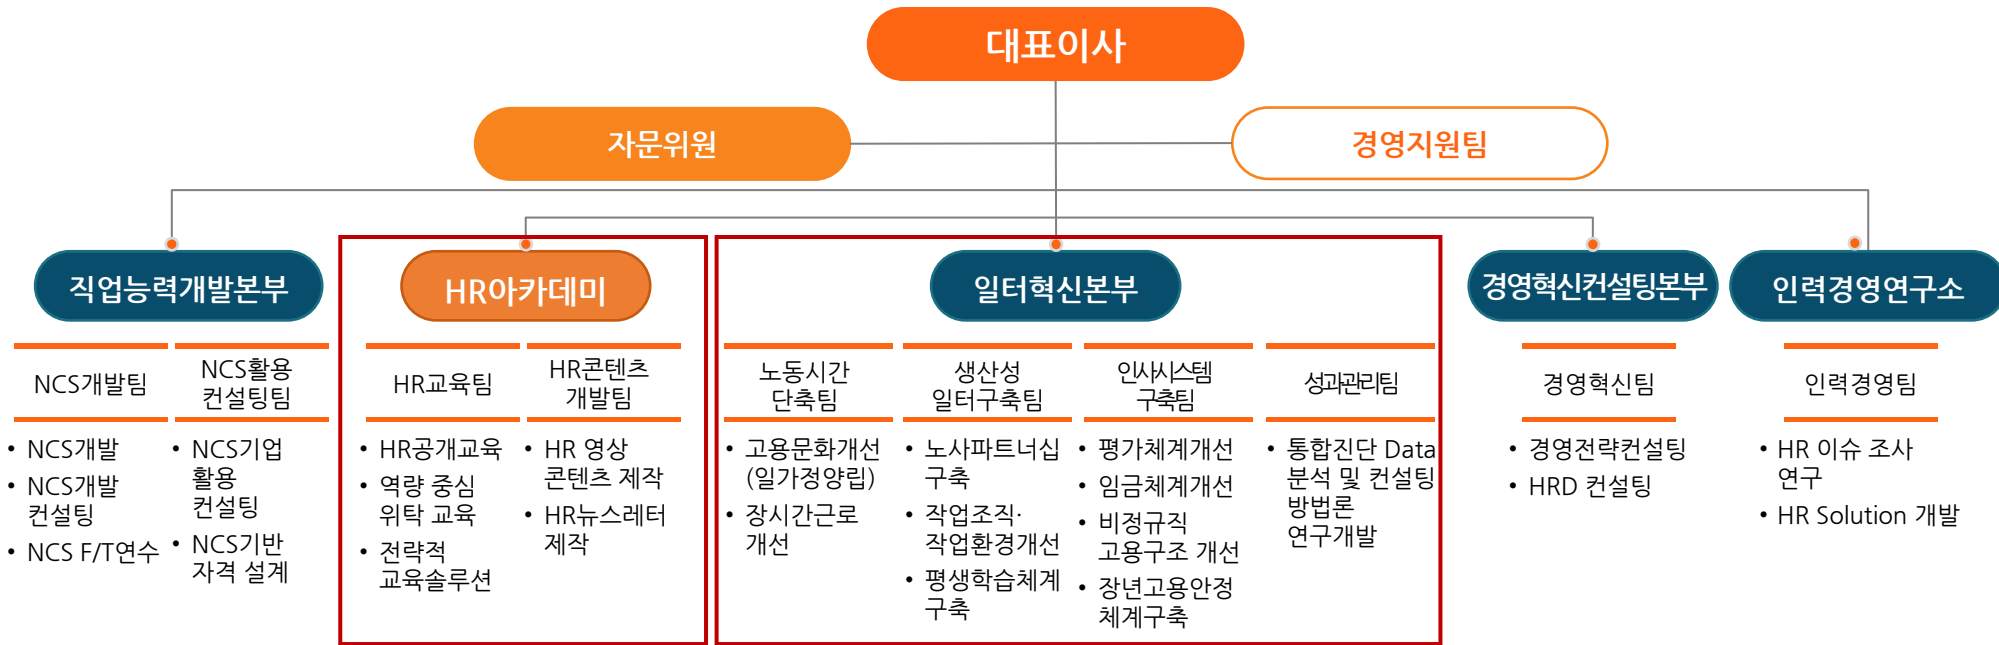 대표이사
자문위원
경영지원팀
직업능력개발본부
NCS개발팀
• NCS개발
• NCS개발
컨설팅
• NCS F/T연수
NCS활용
컨설팅팀
• NCS기업
활용
컨설팅
• NCS기반
자격 설계
HR아카데미
HR교육팀
• HR공개교육
• 역량 중심
위탁 교육
• 전략적
교육솔루션
HR콘텐츠
개발팀
• HR 영상
콘텐츠 제작
• HR뉴스레터
제작
일터혁신본부
노동시간
단축팀
• 고용문화개선
(일가정양립)
• 장시간근로
개선
생산성
일터구축팀
• 노사파트너십
구축
• 작업조직·
작업환경개선
• 평생학습체계
구축
인사시스템
구축팀
• 평가체계개선
• 임금체계개선
• 비정규직
고용구조 개선
• 장년고용안정
체계구축
성과관리팀
• 통합진단 Data
분석 및 컨설팅
방법론
연구개발
경영혁신컨설팅본부
경영혁신팀
• 경영전략컨설팅
• HRD 컨설팅
인력경영연구소
인력경영팀
• HR 이슈 조사
연구
• HR Solution 개발